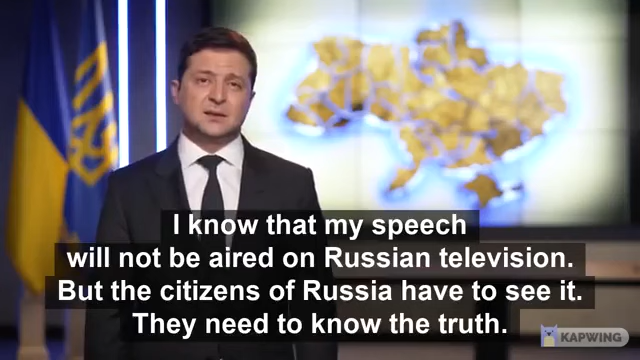 I know that my speech
will not be aired on Russian television.
But the citizens of Russia have to see it.
They need to know the truth.
KAPWING